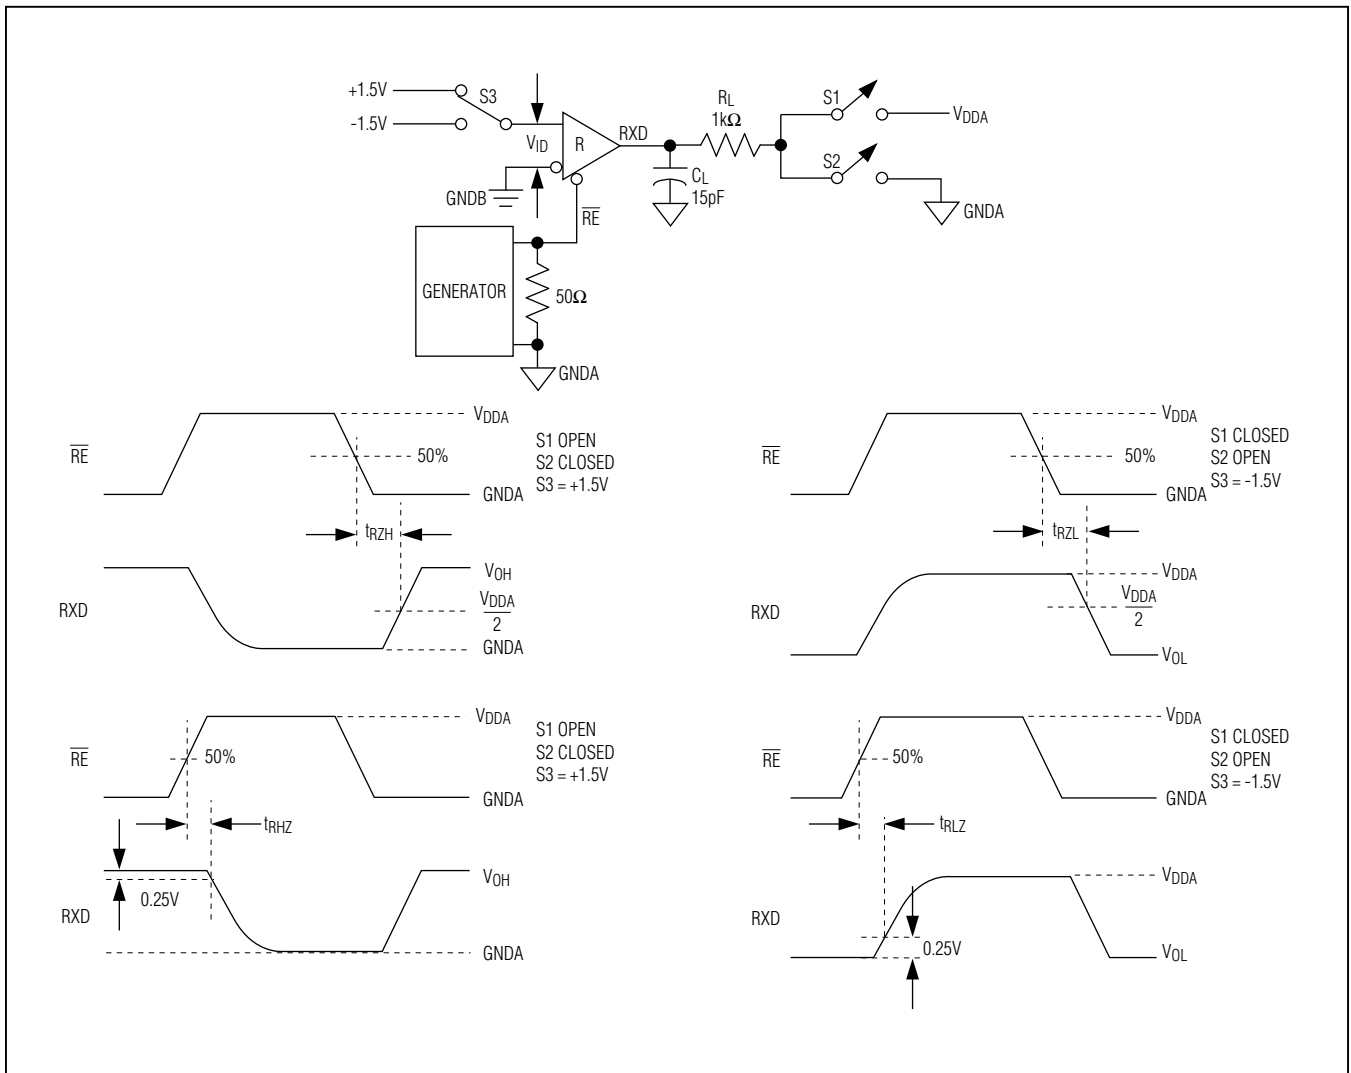 +1.5V
-1.5V
S3
VID
R
RXD
GNDB
RE
RL
1kΩ
CL
15pF
S1
VDDA
S2
GNDA
GENERATOR
50Ω
GNDA
RE
VDDA
50%
GNDA
S1 OPEN
S2 CLOSED
S3 = +1.5V
tRZH
RXD
VOH
VDDA
2
GNDA
RE
VDDA
50%
GNDA
S1 CLOSED
S2 OPEN
S3 = -1.5V
tRZL
RXD
VDDA
VDDA
2
VOL
RE
VDDA
50%
GNDA
S1 OPEN
S2 CLOSED
S3 = +1.5V
tRHZ
RXD
0.25V
VOH
GNDA
RE
VDDA
50%
GNDA
S1 CLOSED
S2 OPEN
S3 = -1.5V
tRLZ
RXD
VDDA
0.25V
VOL